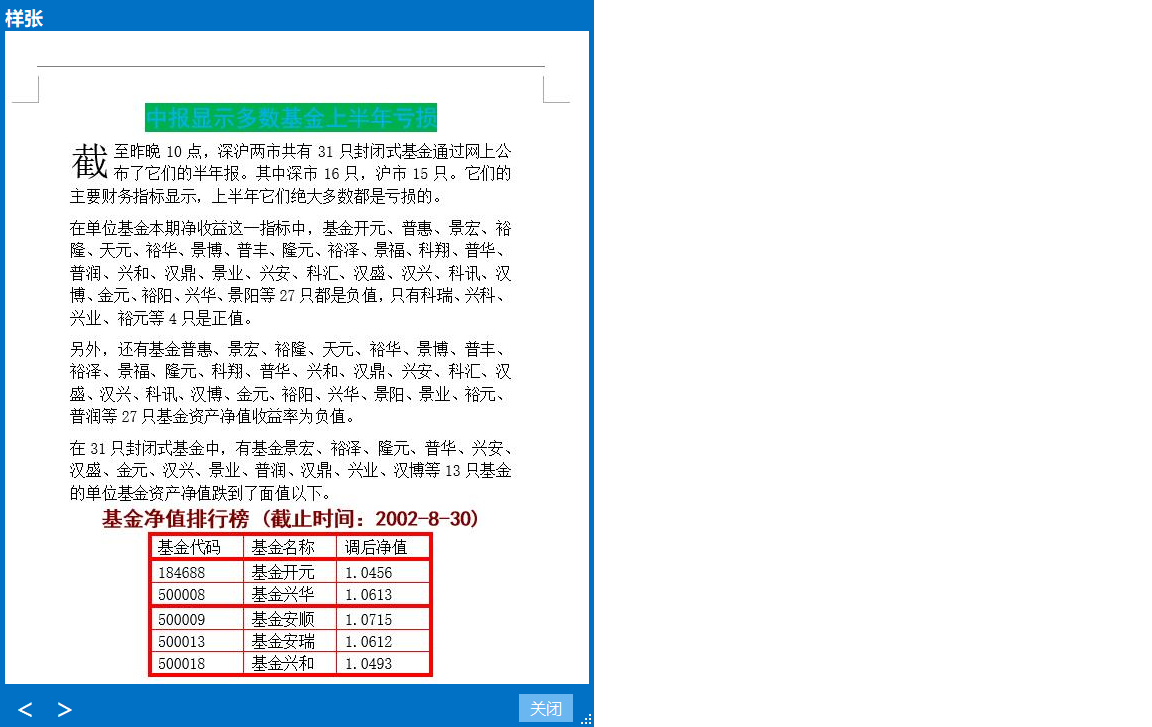 样张
中报显示多数基金上半年亏损
截至昨晚 10 点，深沪两市共有 31 只封闭式基金通过网上公
布了它们的半年报。其中深市 16 只，沪市 15 只。它们的
主要财务指标显示，上半年它们绝大多数都是亏损的。
在单位基金本期净收益这一指标中，基金开元、普惠、景宏、裕
隆、天元、裕华、景博、普丰、隆元、裕泽、景福、科翔、普华、
普润、兴和、汉鼎、景业、兴安、科汇、汉盛、汉兴、科讯、汉
博、金元、裕阳、兴华、景阳等 27 只都是负值，只有科瑞、兴科、
兴业、裕元等 4 只是正值。
另外，还有基金普惠、景宏、裕隆、天元、裕华、景博、普丰、
裕泽、景福、隆元、科翔、普华、兴和、汉鼎、兴安、科汇、汉
盛、汉兴、科讯、汉博、金元、裕阳、兴华、景阳、景业、裕元、
普润等 27 只基金资产净值收益率为负值。
在 31 只封闭式基金中，有基金景宏、裕泽、隆元、普华、兴安、
汉盛、金元、汉兴、景业、普润、汉鼎、兴业、汉博等 13 只基金
的单位基金资产净值跌到了面值以下。
基金净值排行榜（截止时间：2002-8-30）
基金代码 基金名称 调后净值
184688 基金开元 1.0456
500008 基金兴华 1.0613
500009 基金安顺 1.0715
500013 基金安瑞 1.0612
500018 基金兴和 1.0493
< > 关闭